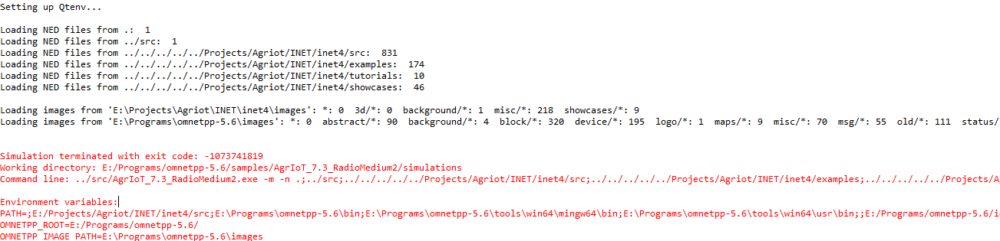 Setting up Qtenv...
Loading NED files from .:  1
Loading NED files from ../src:  1
Loading NED files from ../../../../../Projects/Agriot/INET/inet4/src:  831
Loading NED files from ../../../../../Projects/Agriot/INET/inet4/examples:  174
Loading NED files from ../../../../../Projects/Agriot/INET/inet4/tutorials:  10
Loading NED files from ../../../../../Projects/Agriot/INET/inet4/showcases:  46
Loading images from 'E:\Projects\Agriot\INET\inet4\images': *: 0  3d/*: 0  background/*: 1  misc/*: 218  showcases/*: 9
Loading images from 'E:\Programs\omnetpp-5.6\images': *: 0  abstract/*: 90  background/*: 4  block/*: 320  device/*: 195  logo/*: 1  maps/*: 9  misc/*: 70  msg/*: 55  old/*: 111  status/
Simulation terminated with exit code: -1073741819
Working directory: E:/Programs/omnetpp-5.6/samples/AgrIoT_7.3_RadioMedium2/simulations
Command line: ../src/AgrIoT_7.3_RadioMedium2.exe -m -n .;../src;../../../../../Projects/Agriot/INET/inet4/src;../../../../../Projects/Agriot/INET/inet4/examples;../../../../../Projects/A
Environment variables:
PATH=;E:/Projects/Agriot/INET/inet4/src;E:\Programs\omnetpp-5.6\bin;E:\Programs\omnetpp-5.6\tools\win64\mingw64\bin;E:\Programs\omnetpp-5.6\tools\win64\usr\bin;;E:/Programs/omnetpp-5.6/i
OMNETPP_ROOT=E:/Programs/omnetpp-5.6/
OMNETPP_IMAGE_PATH=E:\Programs\omnetpp-5.6\images